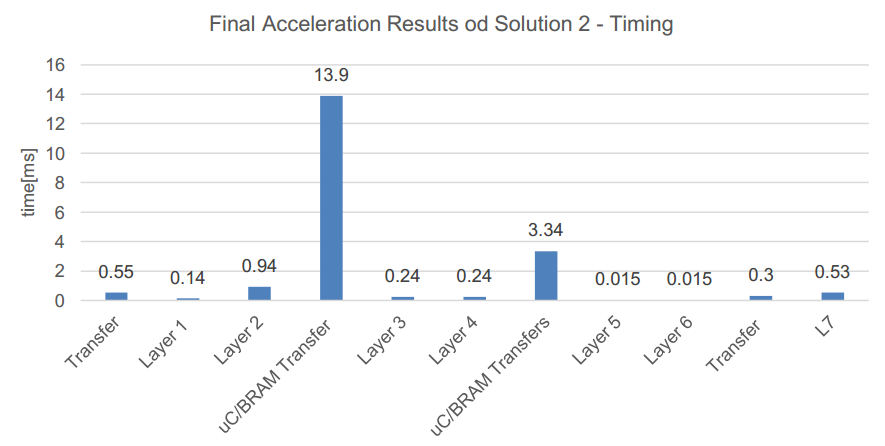 Final Acceleration Results od Solution 2 - Timing
time[ms]
16
14
12
10
8
6
4
2
0
0.55
0.14
0.94
13.9
0.24
0.24
3.34
0.015
0.015
0.3
0.53
Transfer
Layer 1
Layer 2
uC/BRAM Transfer
Layer 3
Layer 4
uC/BRAM Transfers
Layer 5
Layer 6
Transfer
L7